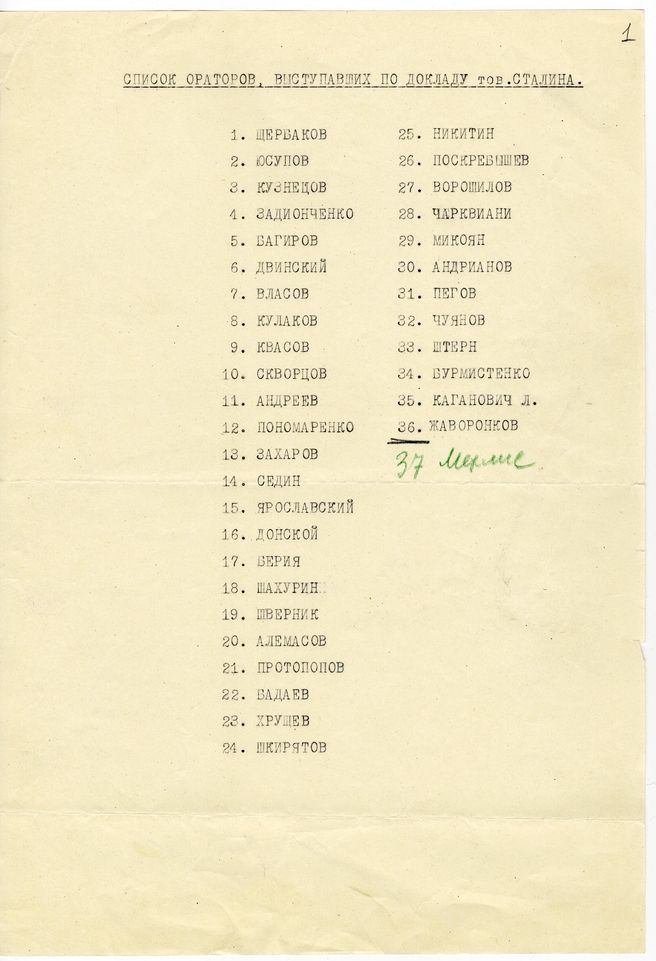 1
СПИСОК ОРАТОРОВ, ВЫСТУПАВШИХ ПО ДОКЛАДУ тов.СТАЛИНА.
1. ЩЕРБАКОВ
2. ЮСУПОВ
3. КУЗНЕЦОВ
4. ЗАДИОНЧЕНКО
5. БАГИРОВ
6. ДВИНСКИЙ
7. ВЛАСОВ
8. КУЛАКОВ
9. КВАСОВ
10. СКВОРЦОВ
11. АНДРЕЕВ
12. ПОНОМАРЕНКО
13. ЗАХАРОВ
14. СЕДИН
15. ЯРОСЛАВСКИЙ
16. ДОНСКОЙ
17. БЕРИЯ
18. ШАХУРИН
19. ШВЕРНИК
20. АЛЕМАСОВ
21. ПРОТОПОПОВ
22. БАДАЕВ
23. ХРУЩЕВ
24. ШКИРЯТОВ
25. НИКИТИН
26. ПОСКРЕБЫШЕВ
27. ВОРОШИЛОВ
28. ЧАРКВИАНИ
29. МИКОЯН
30. АНДРИАНОВ
31. ПЕГОВ
32. ЧУЯНОВ
33. ШТЕРН
34. БУРМИСТЕНКО
35. КАГАНОВИЧ Л.
36. ЖАВОРОНКОВ
37 Мехлис.